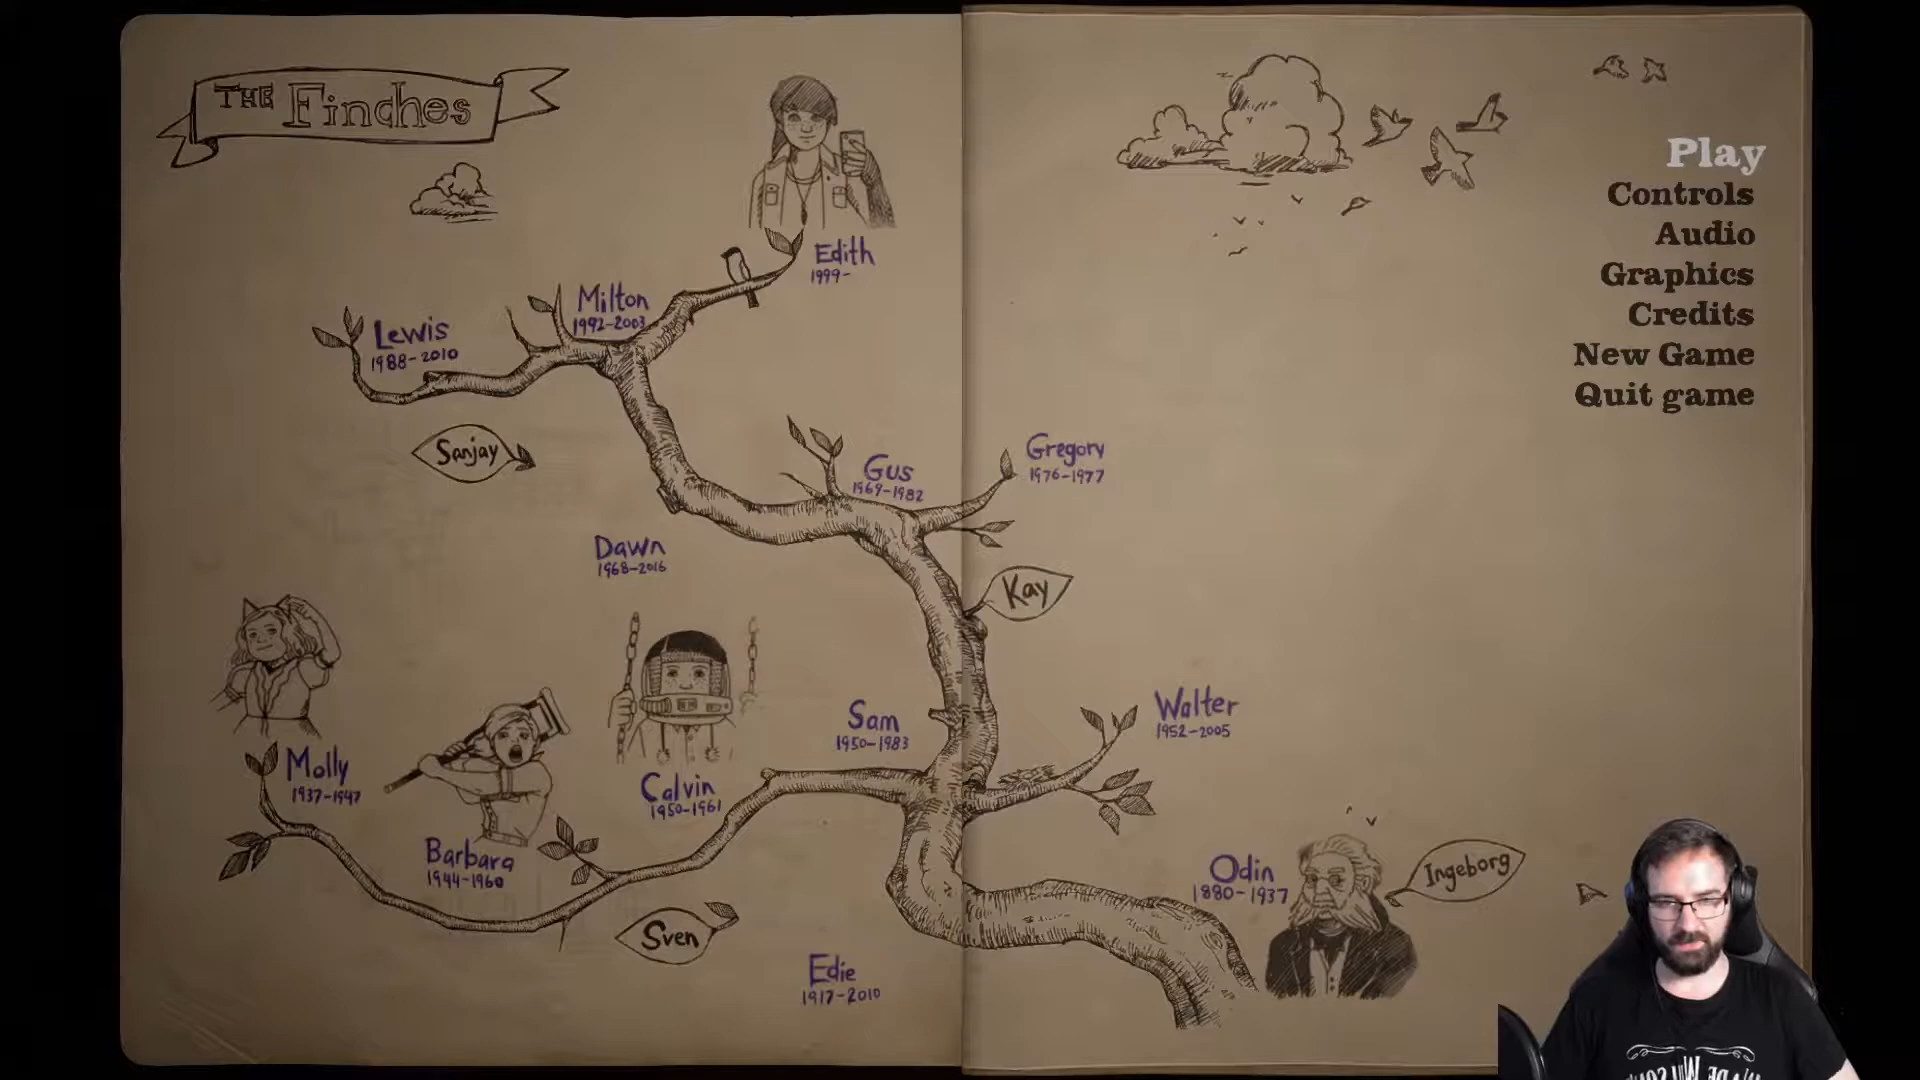 THE Finches
Edith
1999-
Milton
1992-2003
Lewis
1988-2010
Sanjay
Gus
1969-1982
Gregory
1976-1977
Dawn
1968-2016
Kay
Sam
1950-1983
Walter
1952-2005
Molly
1937-1947
Calvin
1950-1961
Barbara
1944-1960
Sven
Edie
1917-2010
Odin
1880-1937
Ingeborg
Play
Controls
Audio
Graphics
Credits
New Game
Quit game